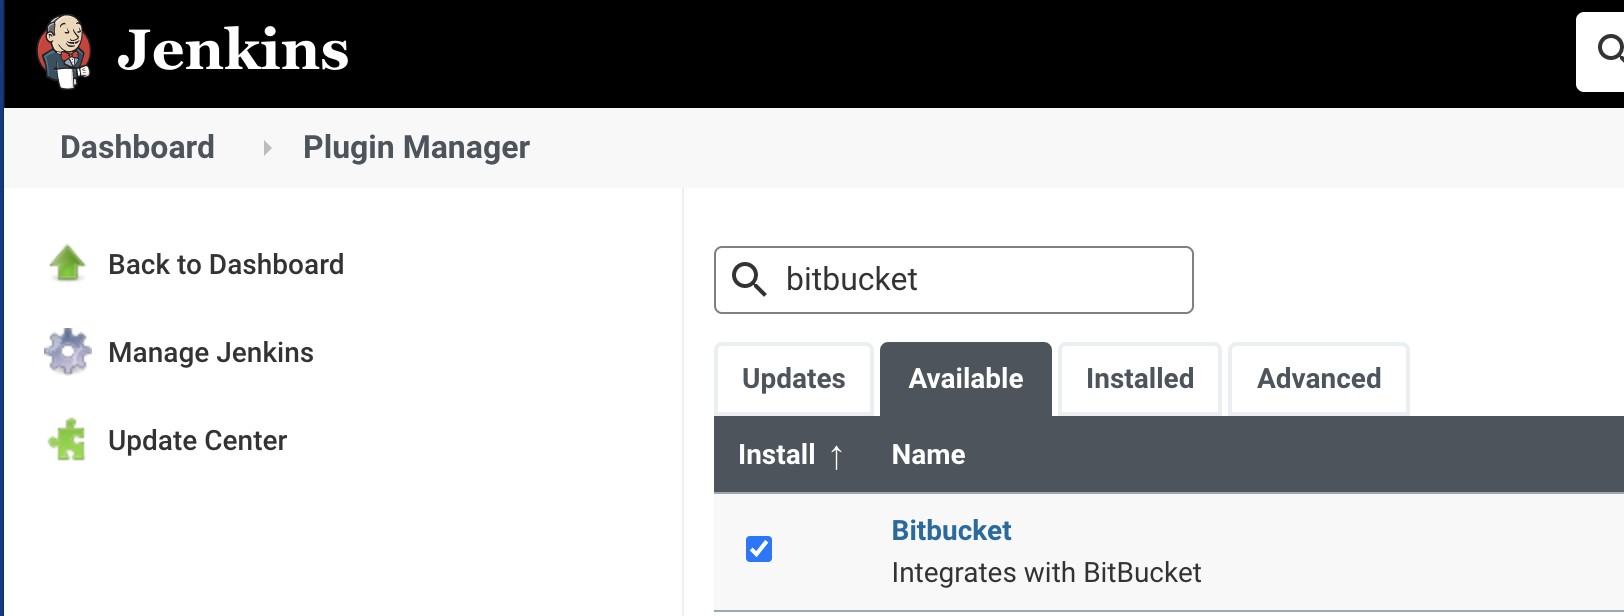 Jenkins
Dashboard
Plugin Manager
Back to Dashboard
Manage Jenkins
Update Center
bitbucket
Updates
Available
Installed
Advanced
Install ↑
Name
Bitbucket
Integrates with BitBucket